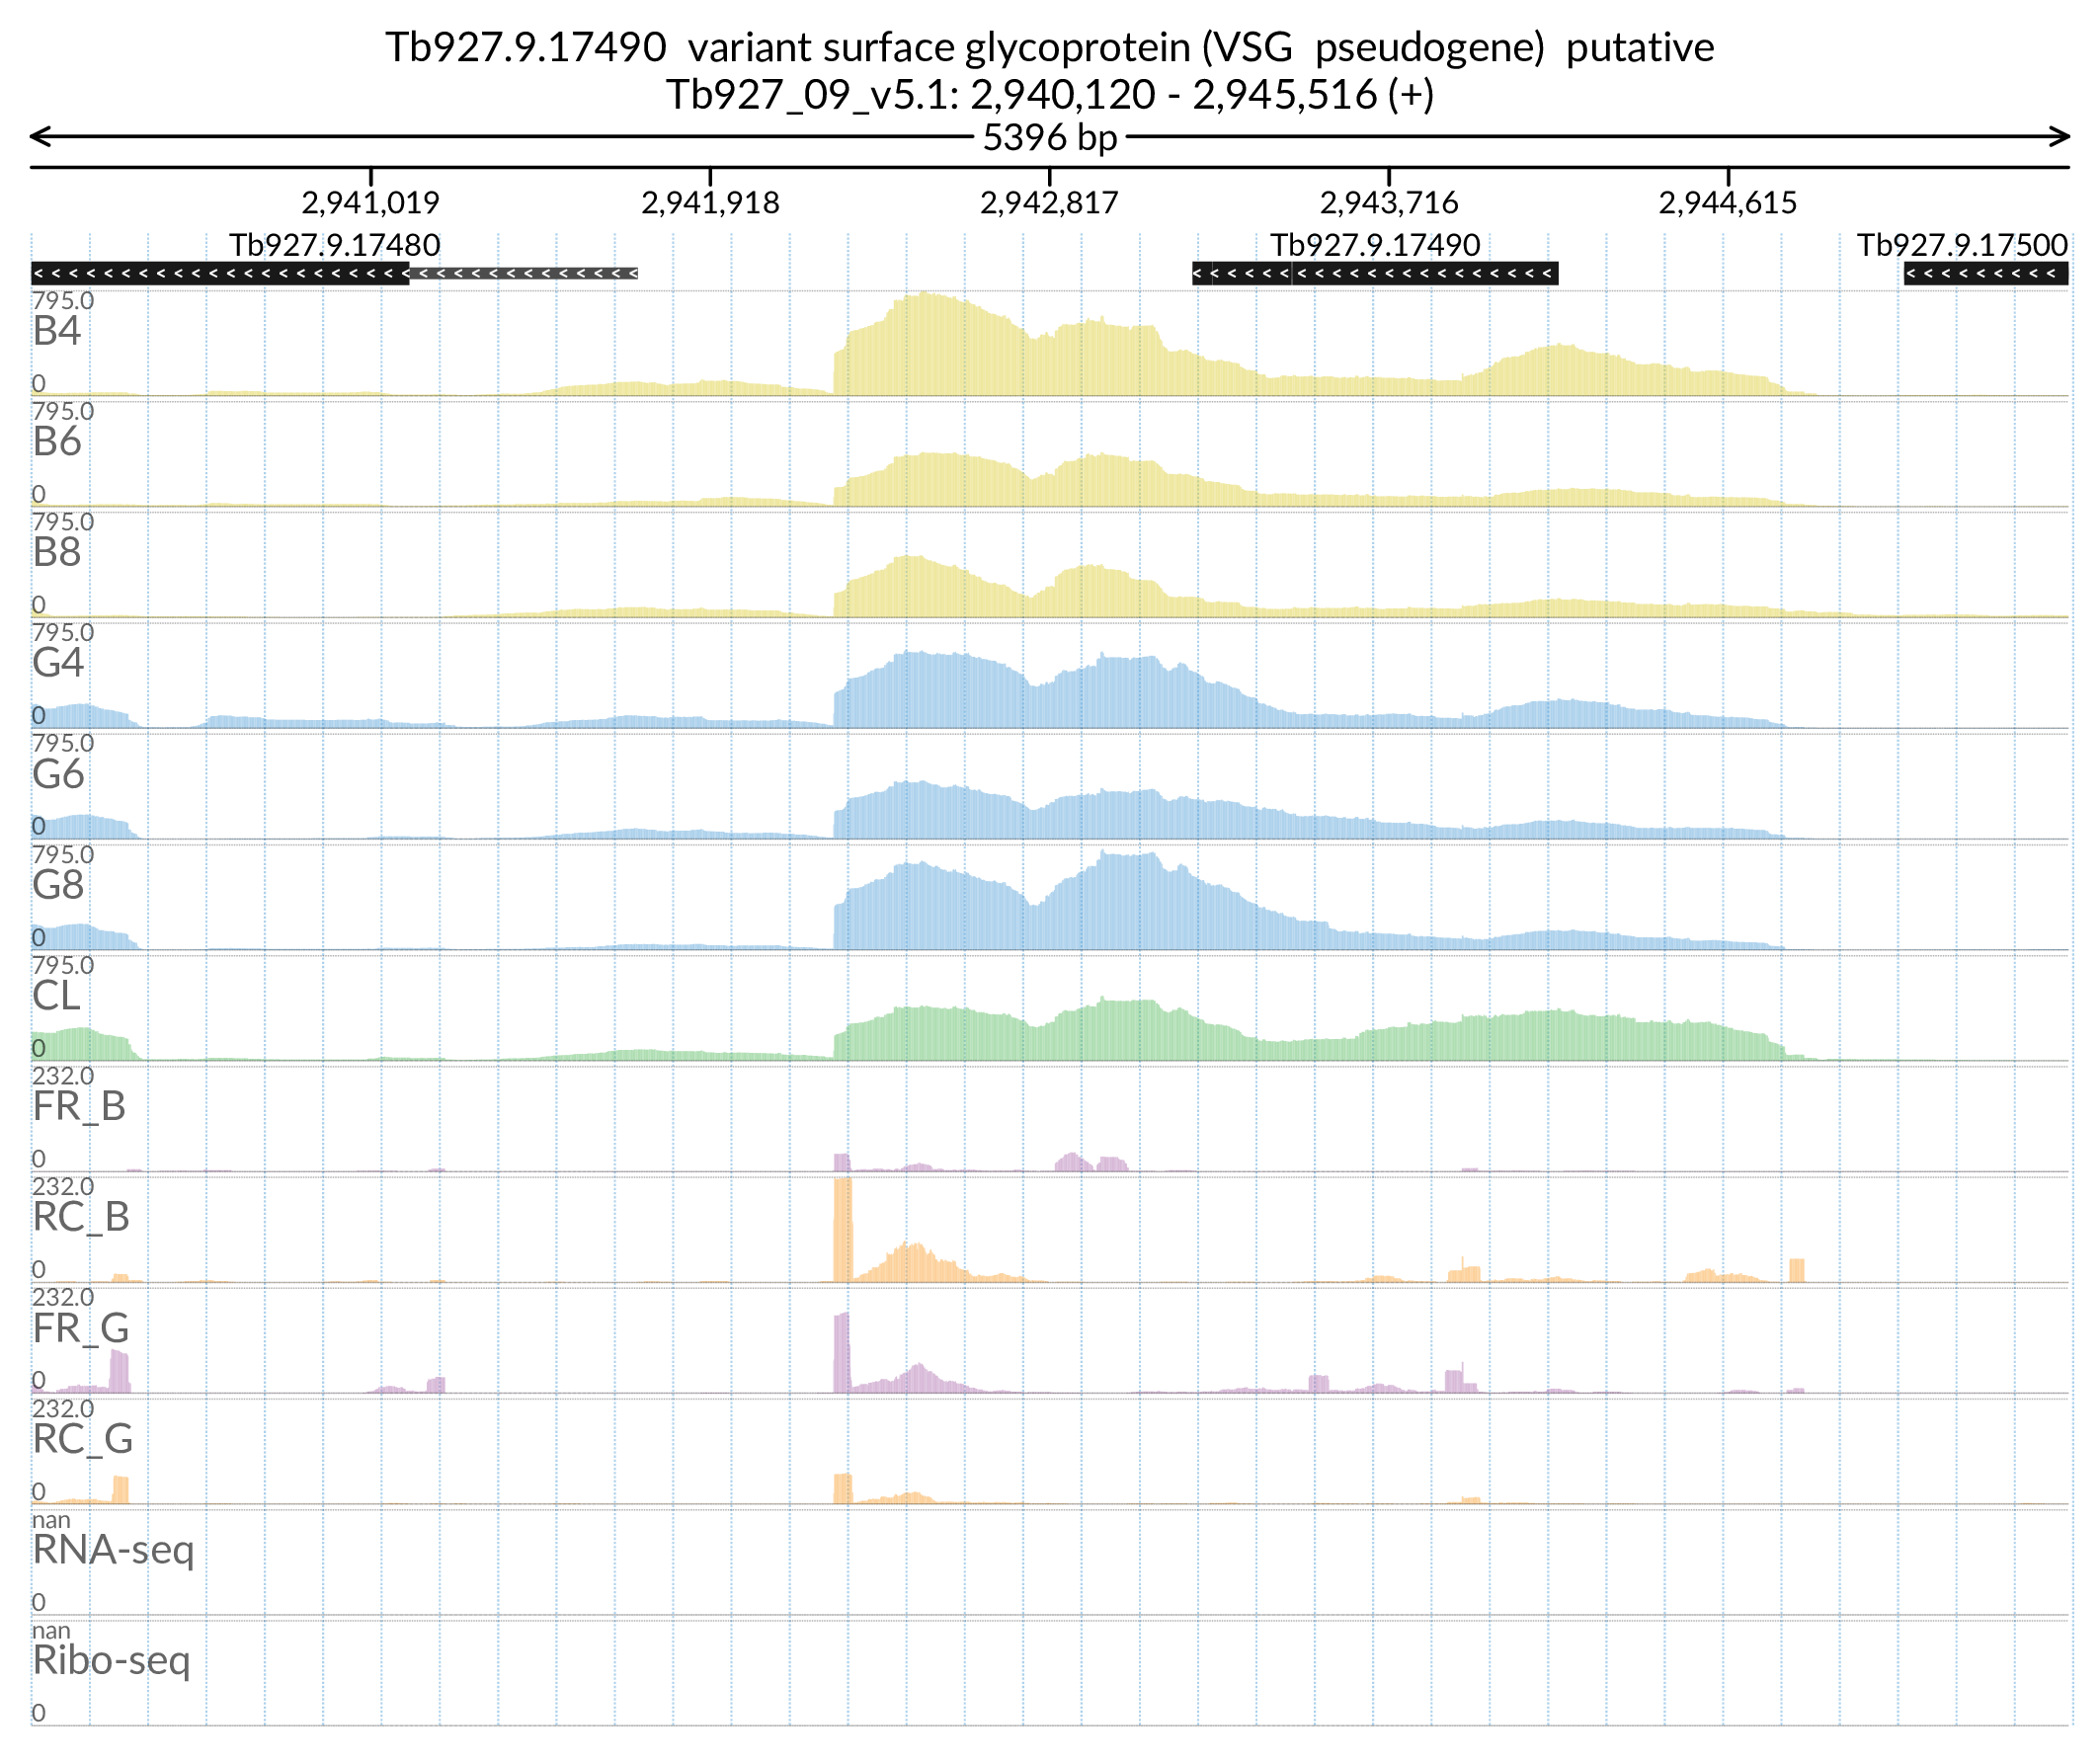 Tb927.9.17490  variant surface glycoprotein (VSG  pseudogene)  putative
Tb927_09_v5.1: 2,940,120 - 2,945,516 (+)
5396 bp
2,941,019 2,941,918 2,942,817 2,943,716 2,944,615
Tb927.9.17480 Tb927.9.17490 Tb927.9.17500
795.0
B4
0
795.0
B6
0
795.0
B8
0
795.0
G4
0
795.0
G6
0
795.0
G8
0
795.0
CL
0
232.0
FR_B
0
232.0
RC_B
0
232.0
FR_G
0
232.0
RC_G
0
nan
RNA-seq
0
nan
Ribo-seq
0